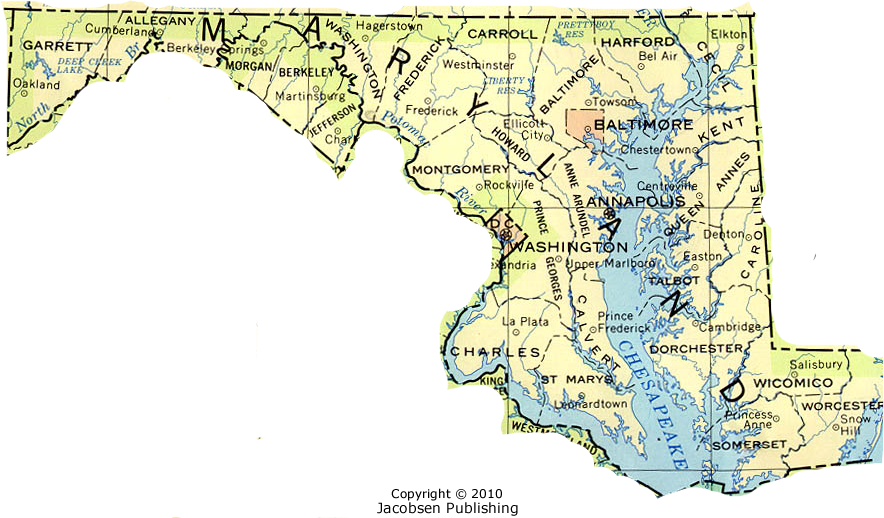 MARYLAND
ALLEGANY
Cumberland
GARRETT
DEEP CREEK
LAKE
Oakland
North
Br
Berkeley Springs
MORGAN
BERKELEY
Martinsburg
JEFFERSON
Char
WASHINGTON
Hagerstown
FREDERICK
Frederick
CARROLL
Westminster
LIBERTY
RES
PRETTYBOY
RES
BALTIMORE
Towson
HARFORD
Bel Air
CECIL
Elkton
Potomac
River
HOWARD
Ellicott
City
BALTIMORE
KENT
Chestertown
MONTGOMERY
Rockville
ANNE ARUNDEL
ANNAPOLIS
Centreville
QUEEN ANNES
D C
WASHINGTON
exandria
PRINCE
GEORGES
Upper Marlboro
Denton
CAROLINE
Easton
TALBOT
La Plata
CHARLES
CALVERT
Prince
Frederick
CHESAPEAKE
Cambridge
DORCHESTER
KING
ST MARYS
Leonardtown
WESTM
LAND
Salisbury
WICOMICO
WORCESTER
Princess
Anne
Snow
Hill
SOMERSET
Copyright © 2010
Jacobsen Publishing